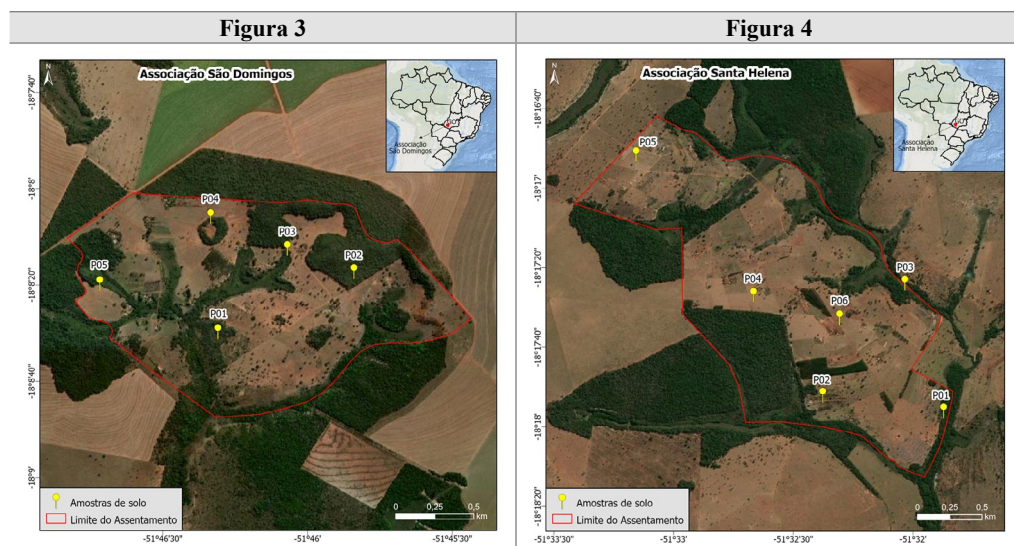 Figura 3
Figura 4
Associação São Domingos
N
-18°7'40"
-18°8'
-18°8'20"
-18°8'40"
-18°9'
GO
Associação
São Domingos
P04
P03
P02
P05
P01
Amostras de solo
Limite do Assentamento
0 0,25 0,5
km
-51°46'30"
-51°46'
-51°45'30"
Associação Santa Helena
N
-18°16'40"
-18°17'
-18°17'20"
-18°17'40"
-18°18'
-18°18'20"
GO
Associação
Santa Helena
P05
P03
P04
P06
P02
P01
Amostras de solo
Limite do Assentamento
0 0,25 0,5
km
-51°33'30"
-51°33'
-51°32'30"
-51°32'